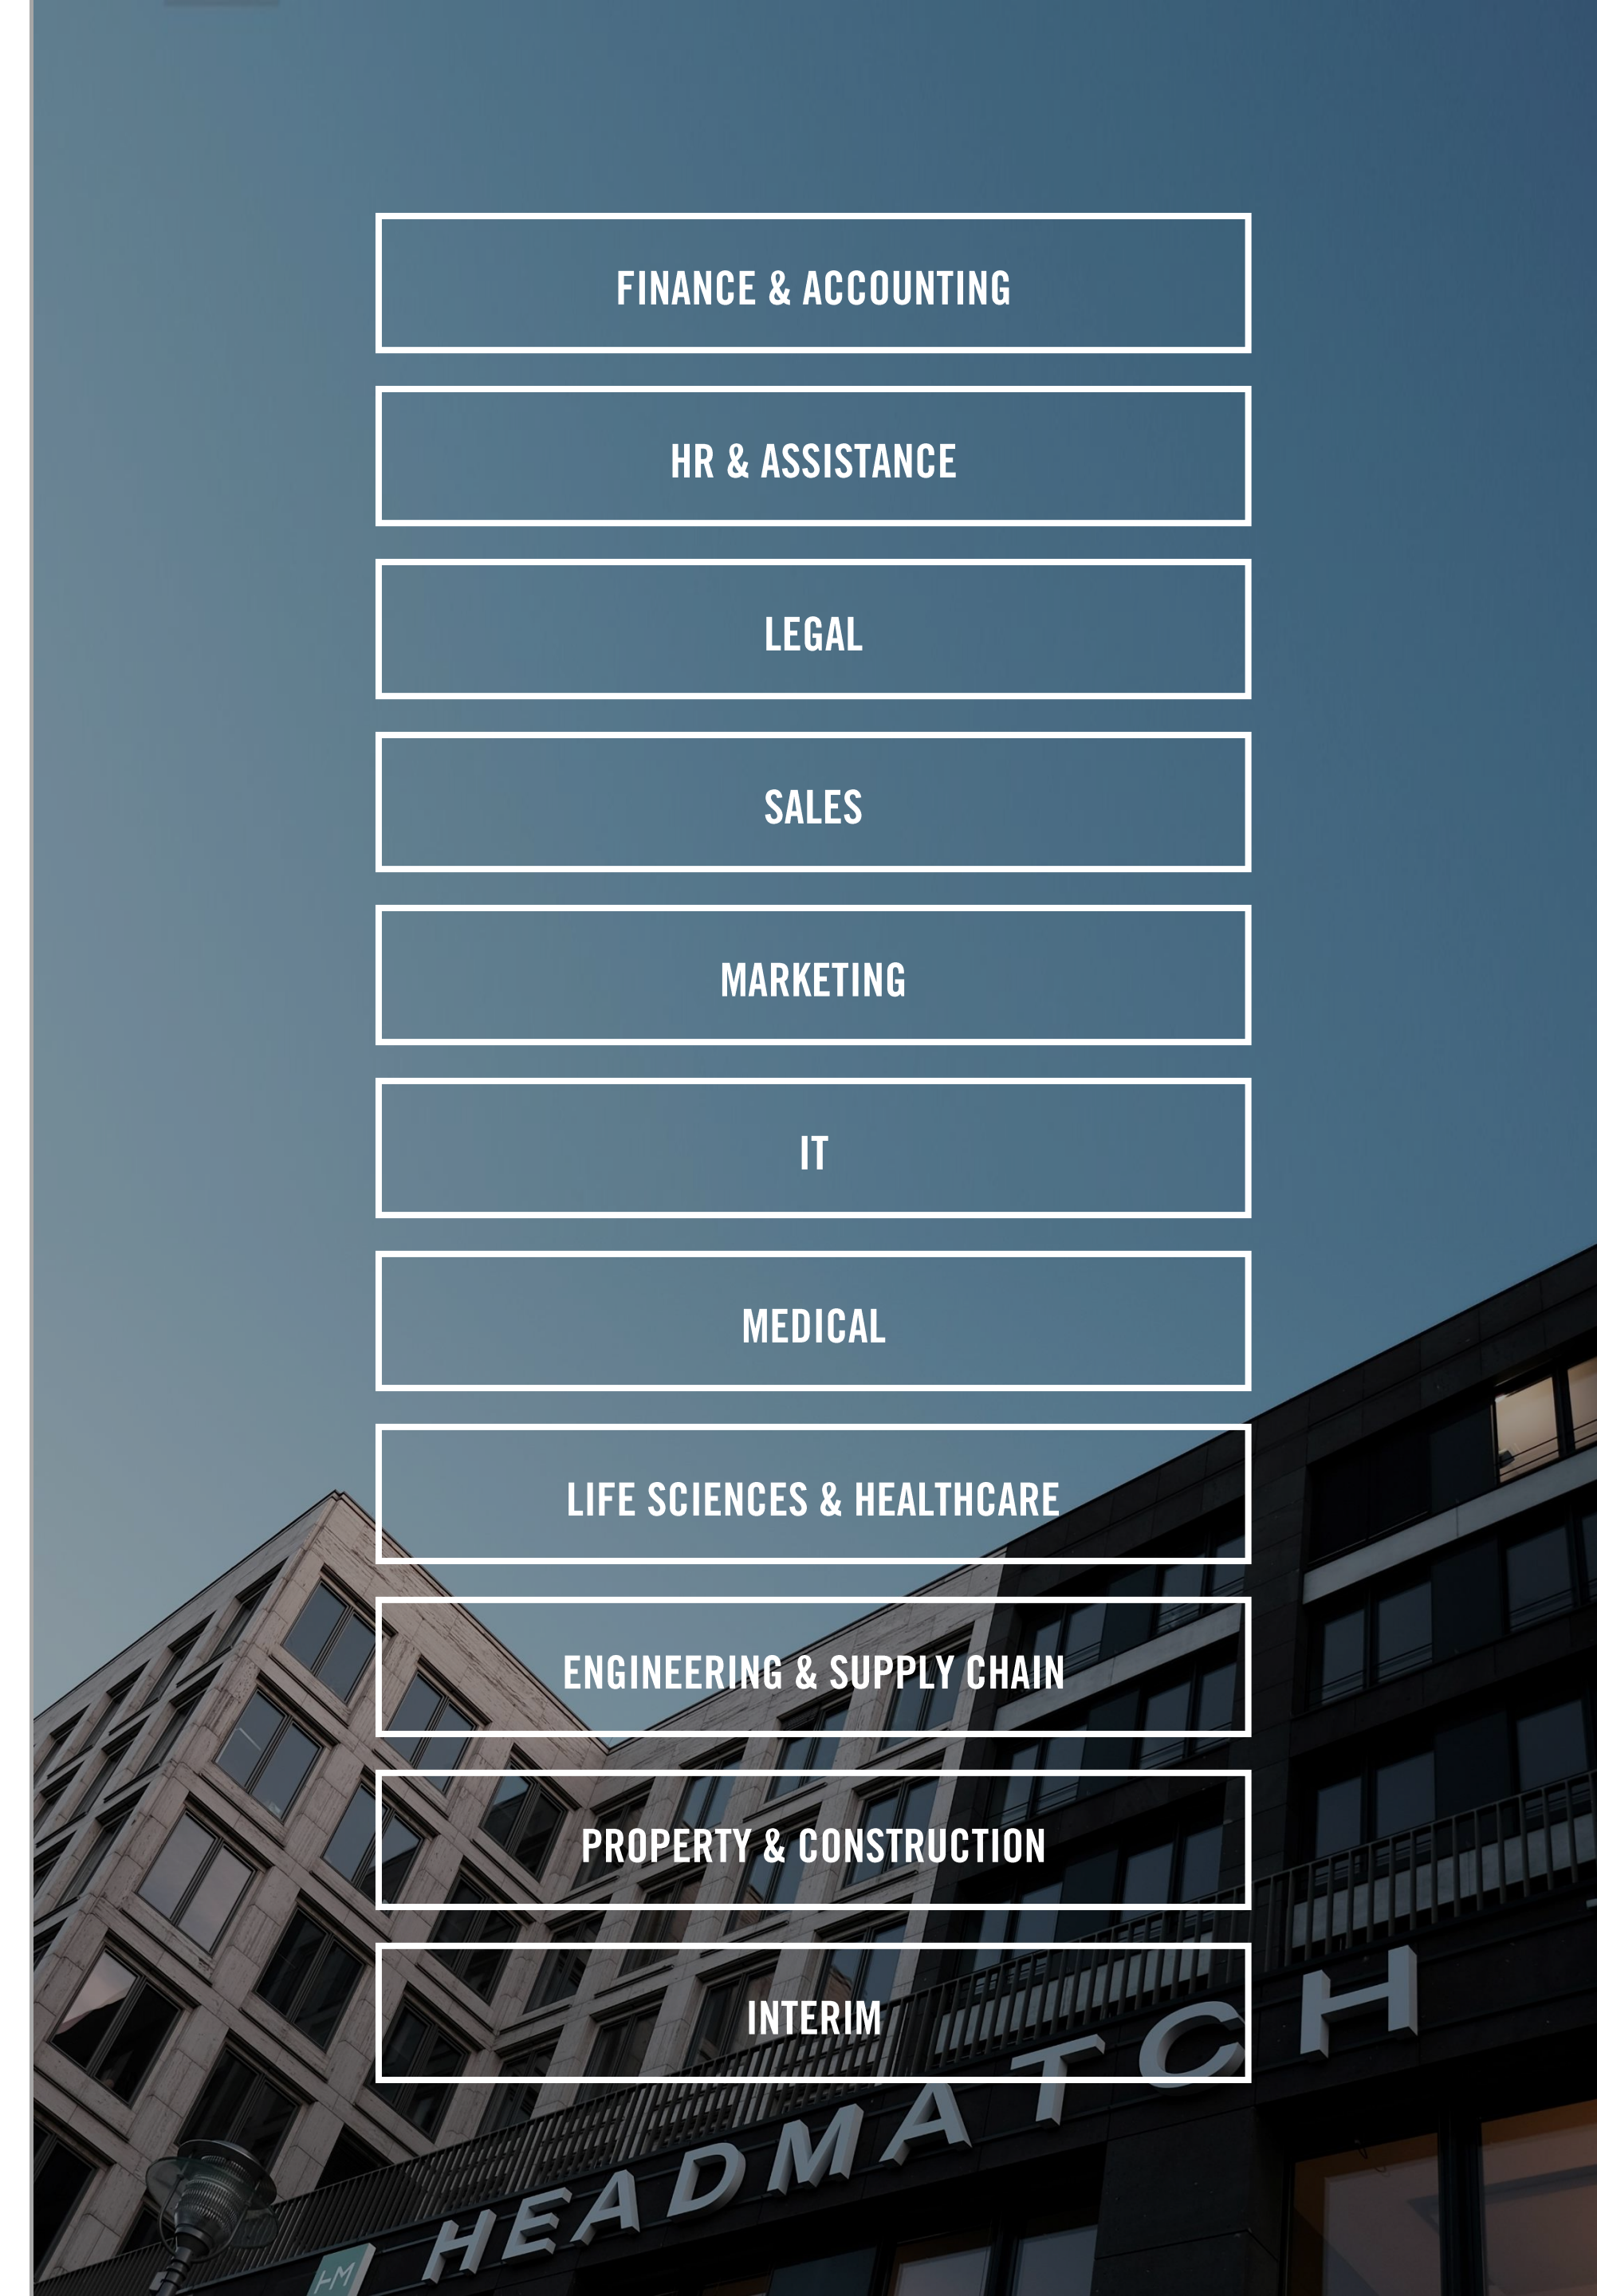 FINANCE & ACCOUNTING
HR & ASSISTANCE
LEGAL
SALES
MARKETING
IT
MEDICAL
LIFE SCIENCES & HEALTHCARE
ENGINEERING & SUPPLY CHAIN
PROPERTY & CONSTRUCTION
INTERIM
HM HEADMATCH